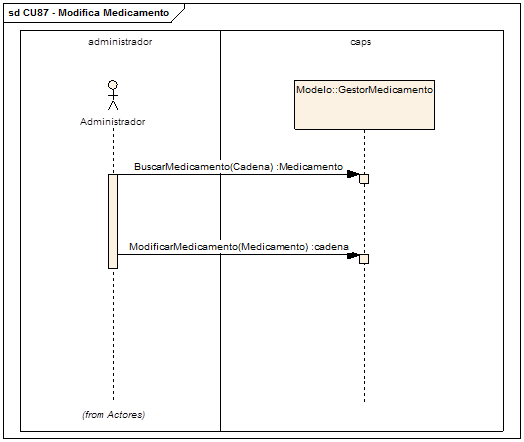 sd CU87 - Modifica Medicamento
administrador
caps
Modelo::GestorMedicamento
Administrador
BuscarMedicamento(Cadena) :Medicamento
ModificarMedicamento(Medicamento) :cadena
(from Actores)